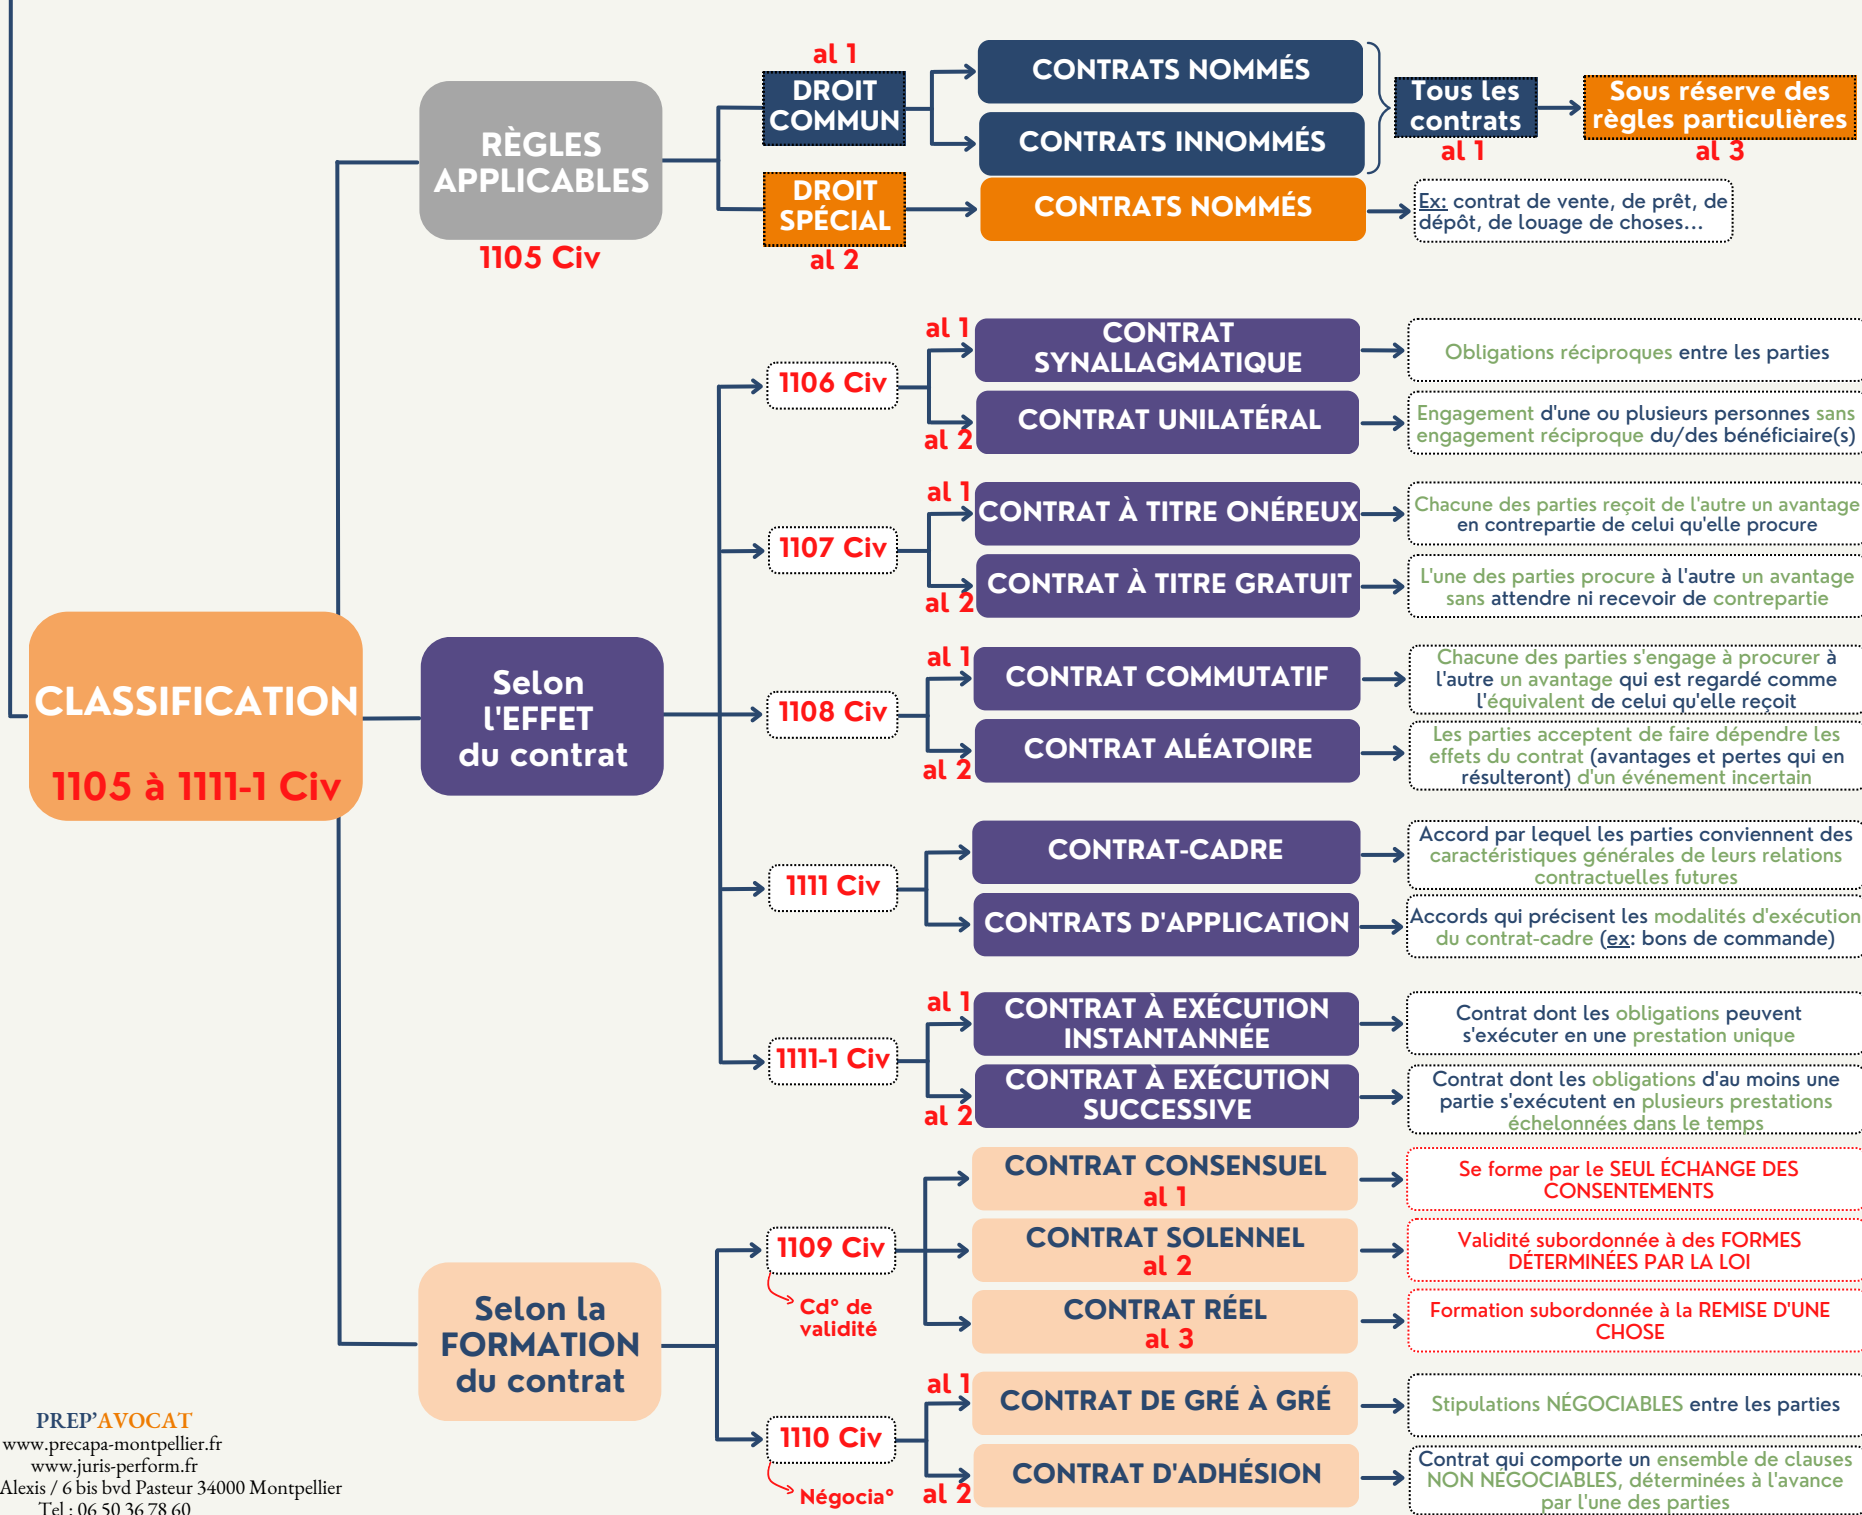 CLASSIFICATION
1105 à 1111-1 Civ
RÈGLES
APPLICABLES
1105 Civ
al 1
DROIT
COMMUN
CONTRATS NOMMÉS
CONTRATS INNOMMÉS
Tous les
contrats
al 1
Sous réserve des
règles particulières
al 3
DROIT
SPÉCIAL
al 2
CONTRATS NOMMÉS
Ex: contrat de vente, de prêt, de
dépôt, de louage de choses...
Selon
l'EFFET
du contrat
1106 Civ
al 1
CONTRAT
SYNALLAGMATIQUE
Obligations réciproques entre les parties
al 2
CONTRAT UNILATÉRAL
Engagement d'une ou plusieurs personnes sans
engagement réciproque du/des bénéficiaire(s)
1107 Civ
al 1
CONTRAT À TITRE ONÉREUX
Chacune des parties reçoit de l'autre un avantage
en contrepartie de celui qu'elle procure
al 2
CONTRAT À TITRE GRATUIT
L'une des parties procure à l'autre un avantage
sans attendre ni recevoir de contrepartie
1108 Civ
al 1
CONTRAT COMMUTATIF
Chacune des parties s'engage à procurer à
l'autre un avantage qui est regardé comme
l'équivalent de celui qu'elle reçoit
al 2
CONTRAT ALÉATOIRE
Les parties acceptent de faire dépendre les
effets du contrat (avantages et pertes qui en
résulteront) d'un événement incertain
1111 Civ
CONTRAT-CADRE
Accord par lequel les parties conviennent des
caractéristiques générales de leurs relations
contractuelles futures
CONTRATS D'APPLICATION
Accords qui précisent les modalités d'exécution
du contrat-cadre (ex: bons de commande)
1111-1 Civ
al 1
CONTRAT À EXÉCUTION
INSTANTANNÉE
Contrat dont les obligations peuvent
s'exécuter en une prestation unique
al 2
CONTRAT À EXÉCUTION
SUCCESSIVE
Contrat dont les obligations d'au moins une
partie s'exécutent en plusieurs prestations
échelonnées dans le temps
Selon la
FORMATION
du contrat
1109 Civ
Cd° de
validité
CONTRAT CONSENSUEL
al 1
Se forme par le SEUL ÉCHANGE DES
CONSENTEMENTS
CONTRAT SOLENNEL
al 2
Validité subordonnée à des FORMES
DÉTERMINÉES PAR LA LOI
CONTRAT RÉEL
al 3
Formation subordonnée à la REMISE D'UNE
CHOSE
1110 Civ
Négocia°
al 1
CONTRAT DE GRÉ À GRÉ
Stipulations NÉGOCIABLES entre les parties
al 2
CONTRAT D'ADHÉSION
Contrat qui comporte un ensemble de clauses
NON NÉGOCIABLES, déterminées à l'avance
par l'une des parties
PREP'AVOCAT
www.precapa-montpellier.fr
www.juris-perform.fr
Alexis / 6 bis bvd Pasteur 34000 Montpellier
Tel : 06 50 36 78 60